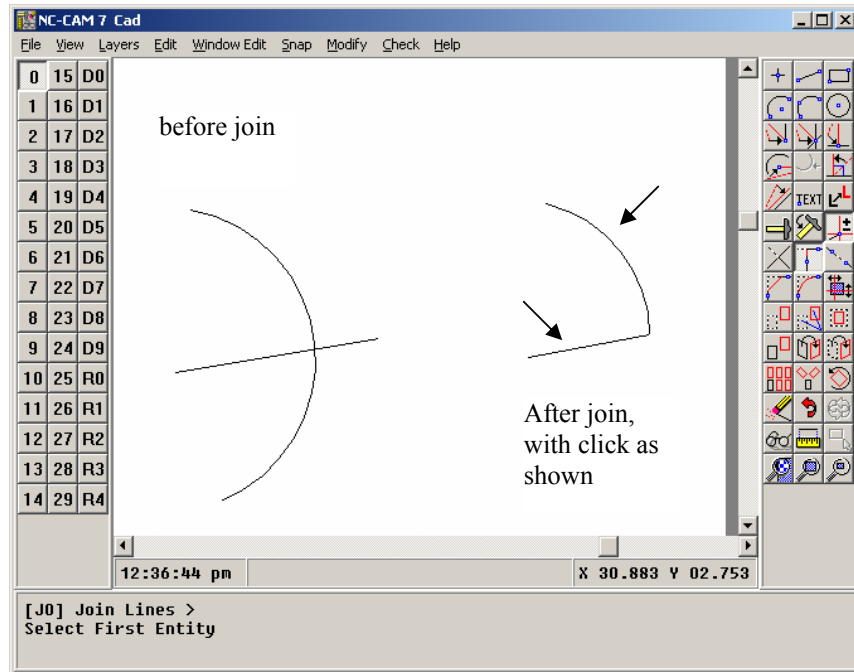 NC-CAM 7 Cad
File View Layers Edit Window Edit Snap Modify Check Help
0 15 D0
1 16 D1
2 17 D2
3 18 D3
4 19 D4
5 20 D5
6 21 D6
7 22 D7
8 23 D8
9 24 D9
10 25 R0
11 26 R1
12 27 R2
13 28 R3
14 29 R4
before join
After join,
with click as
shown
TEXT
12:36:44 pm
X 30.883 Y 02.753
[JO] Join Lines >
Select First Entity